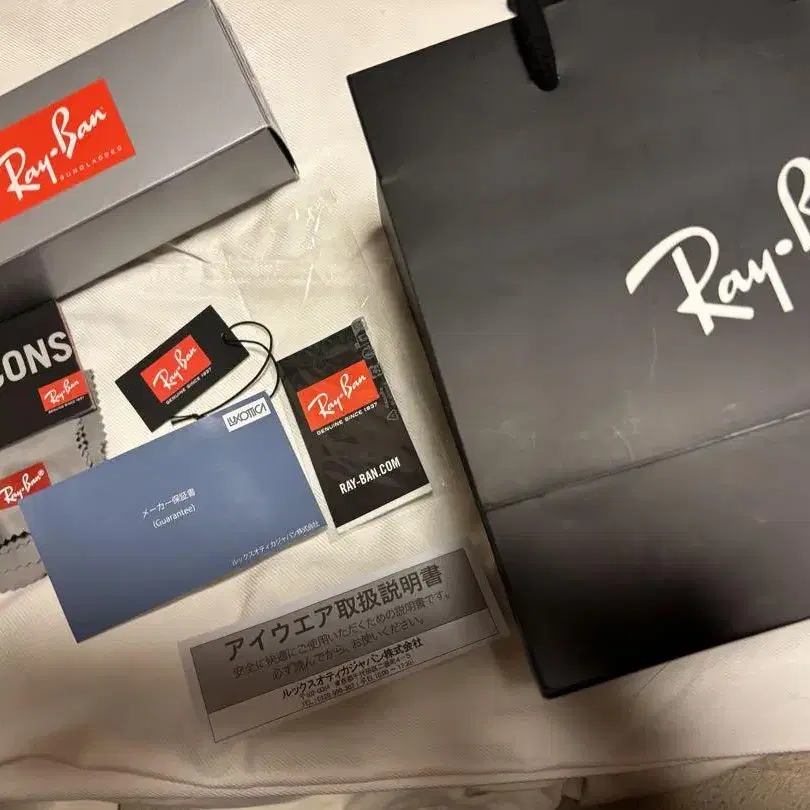 Ray-Ban
SUNGLASSES
Ray-B
CONS
Ray-Ban
Ray-Ban
GENUINE SINCE 1937
Ray-Ban
GENUINE SINCE 1937
RAY-BAN.COM
Ray-Ban®
LUXOTTICA
メーカー保証書
(Guarantee)
ルックスオティカジャパン株式会社
アイウエア取扱説明書
安全に快適にご使用いただくための説明書です。
必ず読んでから、お使いください。
ルックスオティカジャパン株式会社